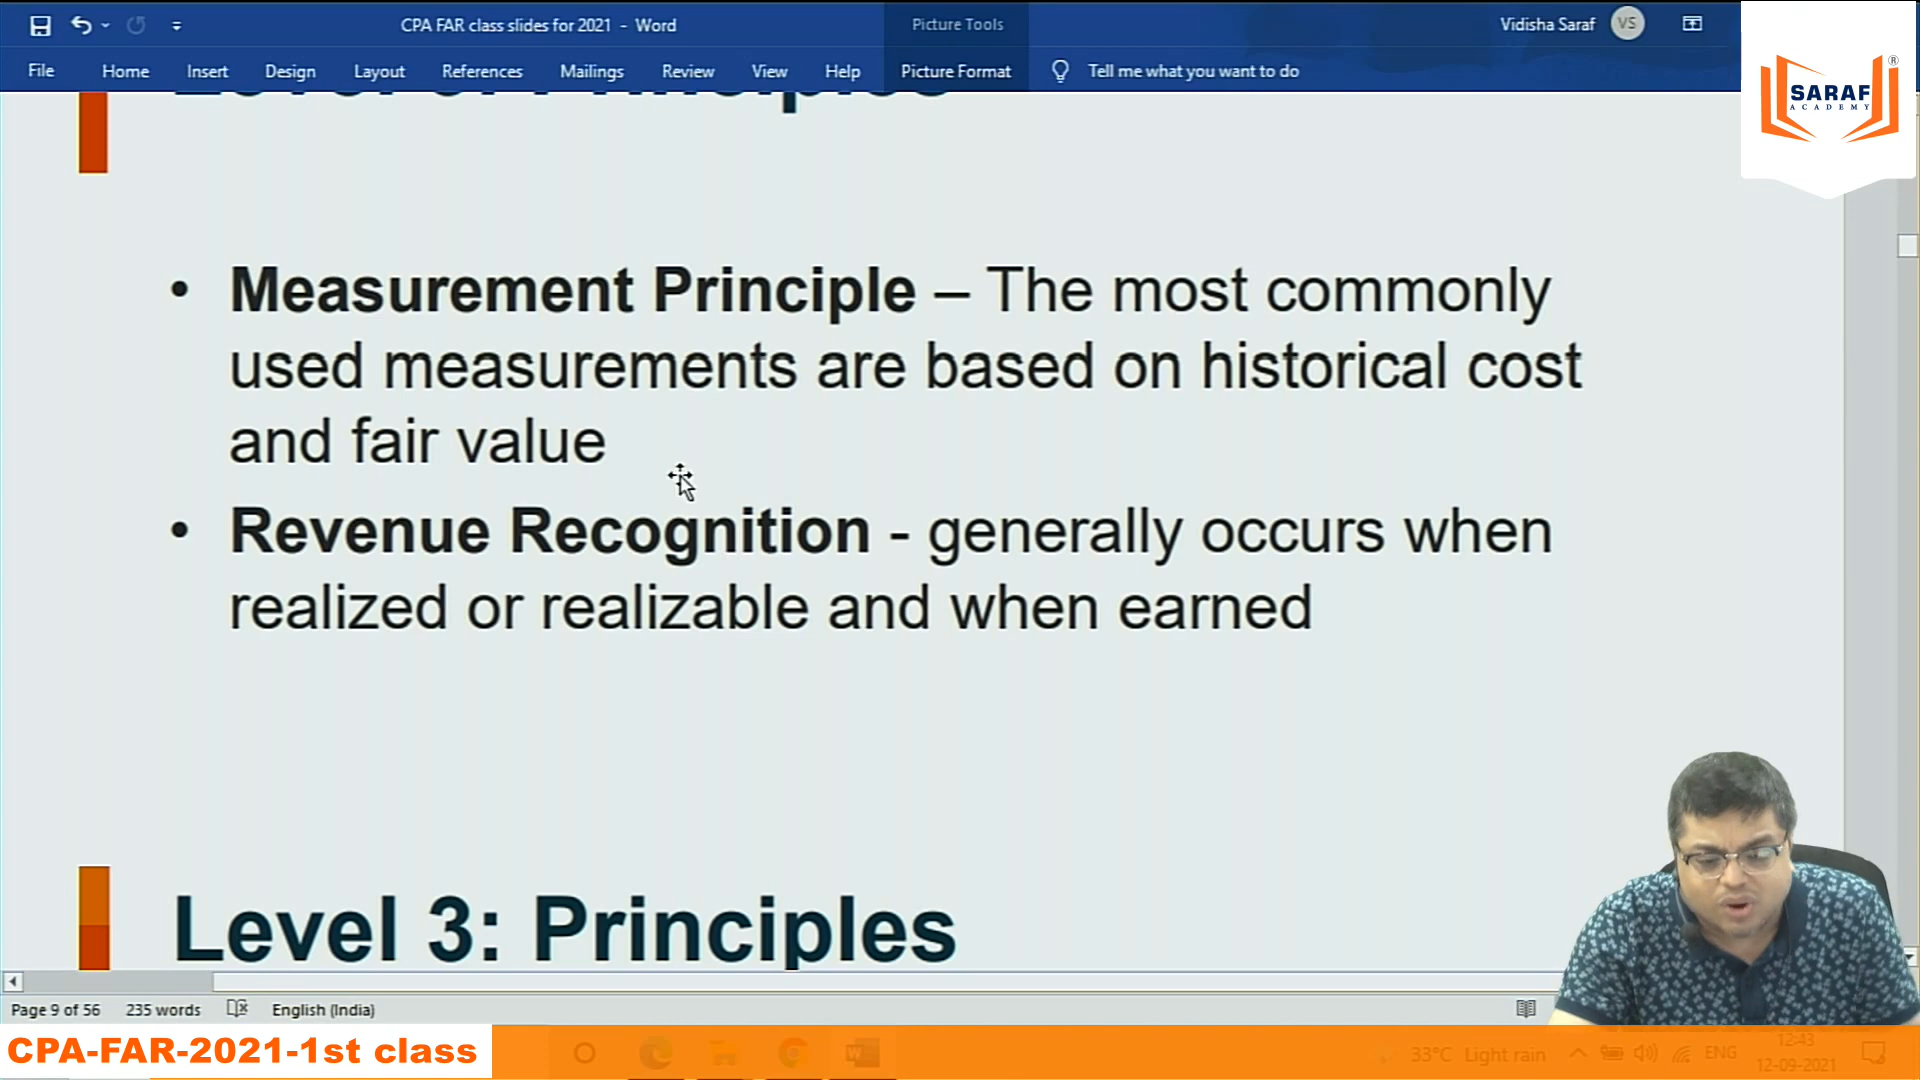 CPA FAR class slides for 2021 - Word
Picture Tools
Vidisha Saraf
VS
File
Home
Insert
Design
Layout
References
Mailings
Review
View
Help
Picture Format
Tell me what you want to do
SARAF
ACADEMY
®
• Measurement Principle – The most commonly
used measurements are based on historical cost
and fair value
• Revenue Recognition - generally occurs when
realized or realizable and when earned
Level 3: Principles
Page 9 of 56
235 words
English (India)
CPA-FAR-2021-1st class
33°C Light rain
ENG
12:43
12-09-2021